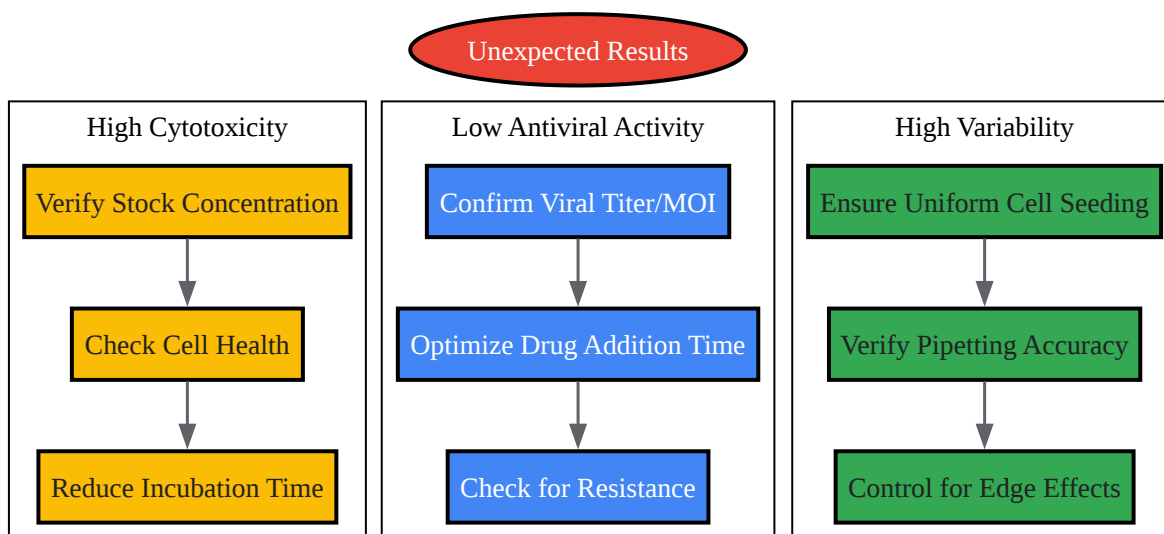 Unexpected Results
High Cytotoxicity
Verify Stock Concentration
Check Cell Health
Reduce Incubation Time
Low Antiviral Activity
Confirm Viral Titer/MOI
Optimize Drug Addition Time
Check for Resistance
High Variability
Ensure Uniform Cell Seeding
Verify Pipetting Accuracy
Control for Edge Effects